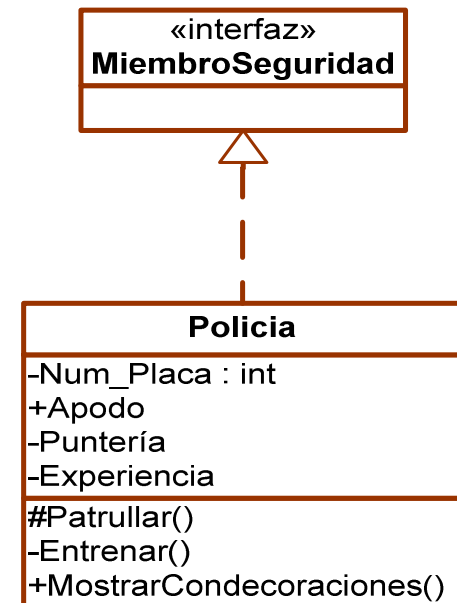 «interfaz»
MiembroSeguridad
Policia
-Num_Placa : int
+Apodo
-Puntería
-Experiencia
#Patrullar()
-Entrenar()
+MostrarCondecoraciones()